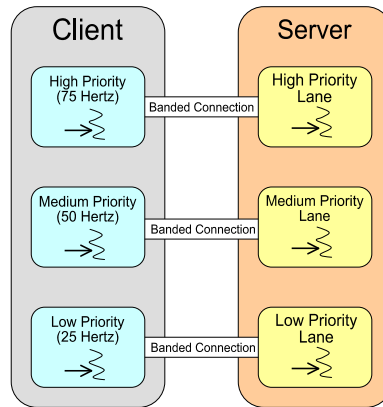 Client
Server
High Priority
(75 Hertz)
Banded Connection
High Priority
Lane
Medium Priority
(50 Hertz)
Banded Connection
Medium Priority
Lane
Low Priority
(25 Hertz)
Banded Connection
Low Priority
Lane